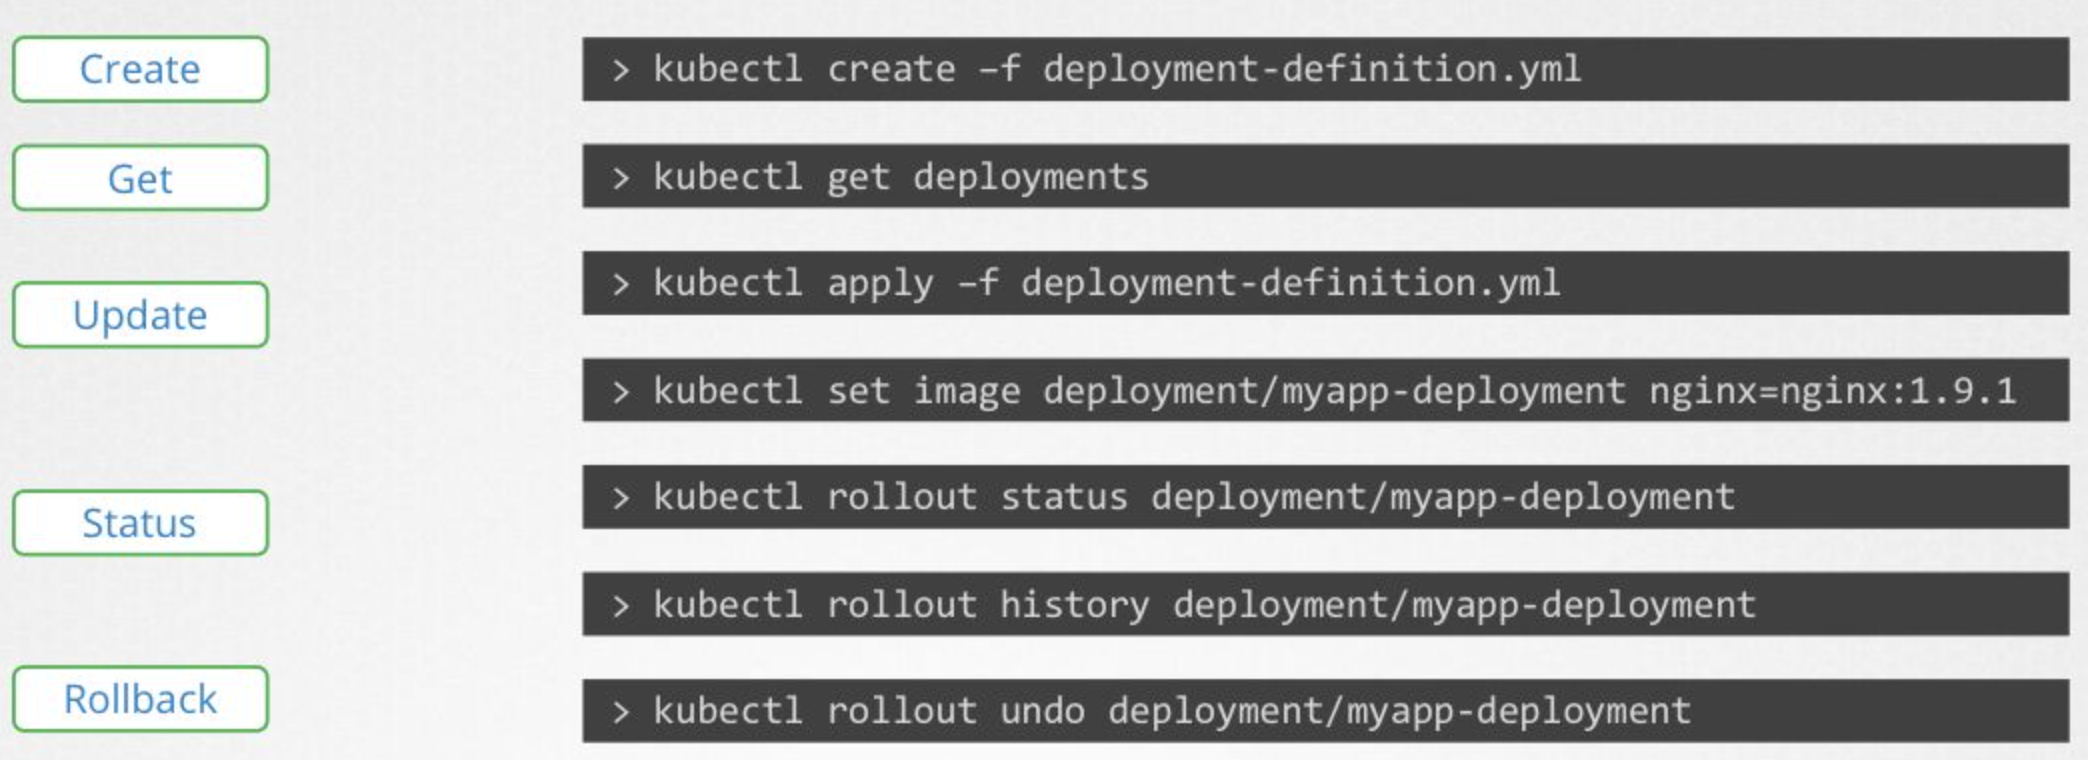 Create
> kubectl create –f deployment-definition.yml
Get
> kubectl get deployments
Update
> kubectl apply –f deployment-definition.yml
> kubectl set image deployment/myapp-deployment nginx=nginx:1.9.1
Status
> kubectl rollout status deployment/myapp-deployment
> kubectl rollout history deployment/myapp-deployment
Rollback
> kubectl rollout undo deployment/myapp-deployment